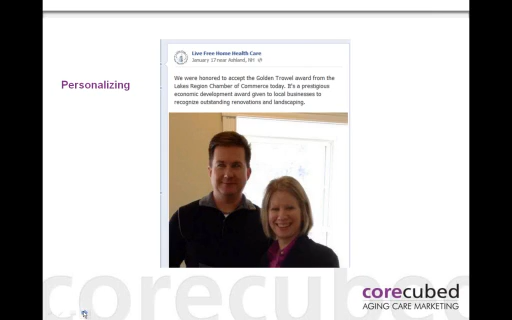 Personalizing
Live Free Home Health Care
January 17 near Ashland, NH
We were honored to accept the Golden Trowel award from the
Lakes Region Chamber of Commerce today. It's a prestigious
economic development award given to local businesses to
recognize outstanding renovations and landscaping.
corecubed
corecubed
AGING CARE MARKETING